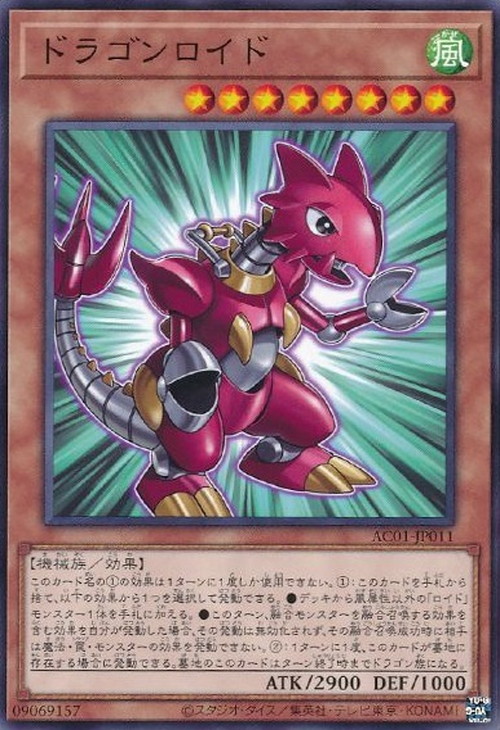 ドラゴンロイド
風
AC01-JP011
【機械族／効果】
このカード名の①の効果は１ターンに１度しか使用できない。①：このカードを手札から
捨て、以下の効果から１つを選択して発動できる。●デッキから風属性以外の「ロイド」
モンスター１体を手札に加える。●このターン、融合モンスターを融合召喚する効果を
含む効果を自分が発動した場合、その発動は無効化されず、その融合召喚成功時に相手
は魔法・罠・モンスターの効果を発動できない。②：１ターンに１度、このカードが墓地に
存在する場合に発動できる。墓地のこのカードはターン終了時までドラゴン族になる。
ATK/2900 DEF/1000
09069157
©スタジオ・ダイス／集英社・テレビ東京・KONAMI